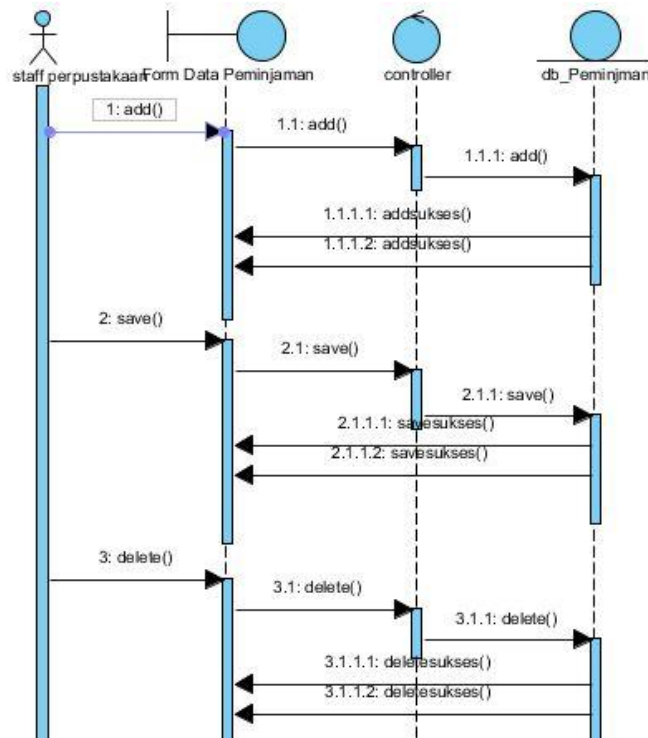 staff perpustakaan Form Data Peminjaman controller db_Peminjman
1: add()
1.1: add()
1.1.1: add()
1.1.1.1: addsukses()
1.1.1.2: addsukses()
2: save()
2.1: save()
2.1.1: save()
2.1.1.1: savesukses()
2.1.1.2: savesukses()
3: delete()
3.1: delete()
3.1.1: delete()
3.1.1.1: deletesukses()
3.1.1.2: deletesukses()